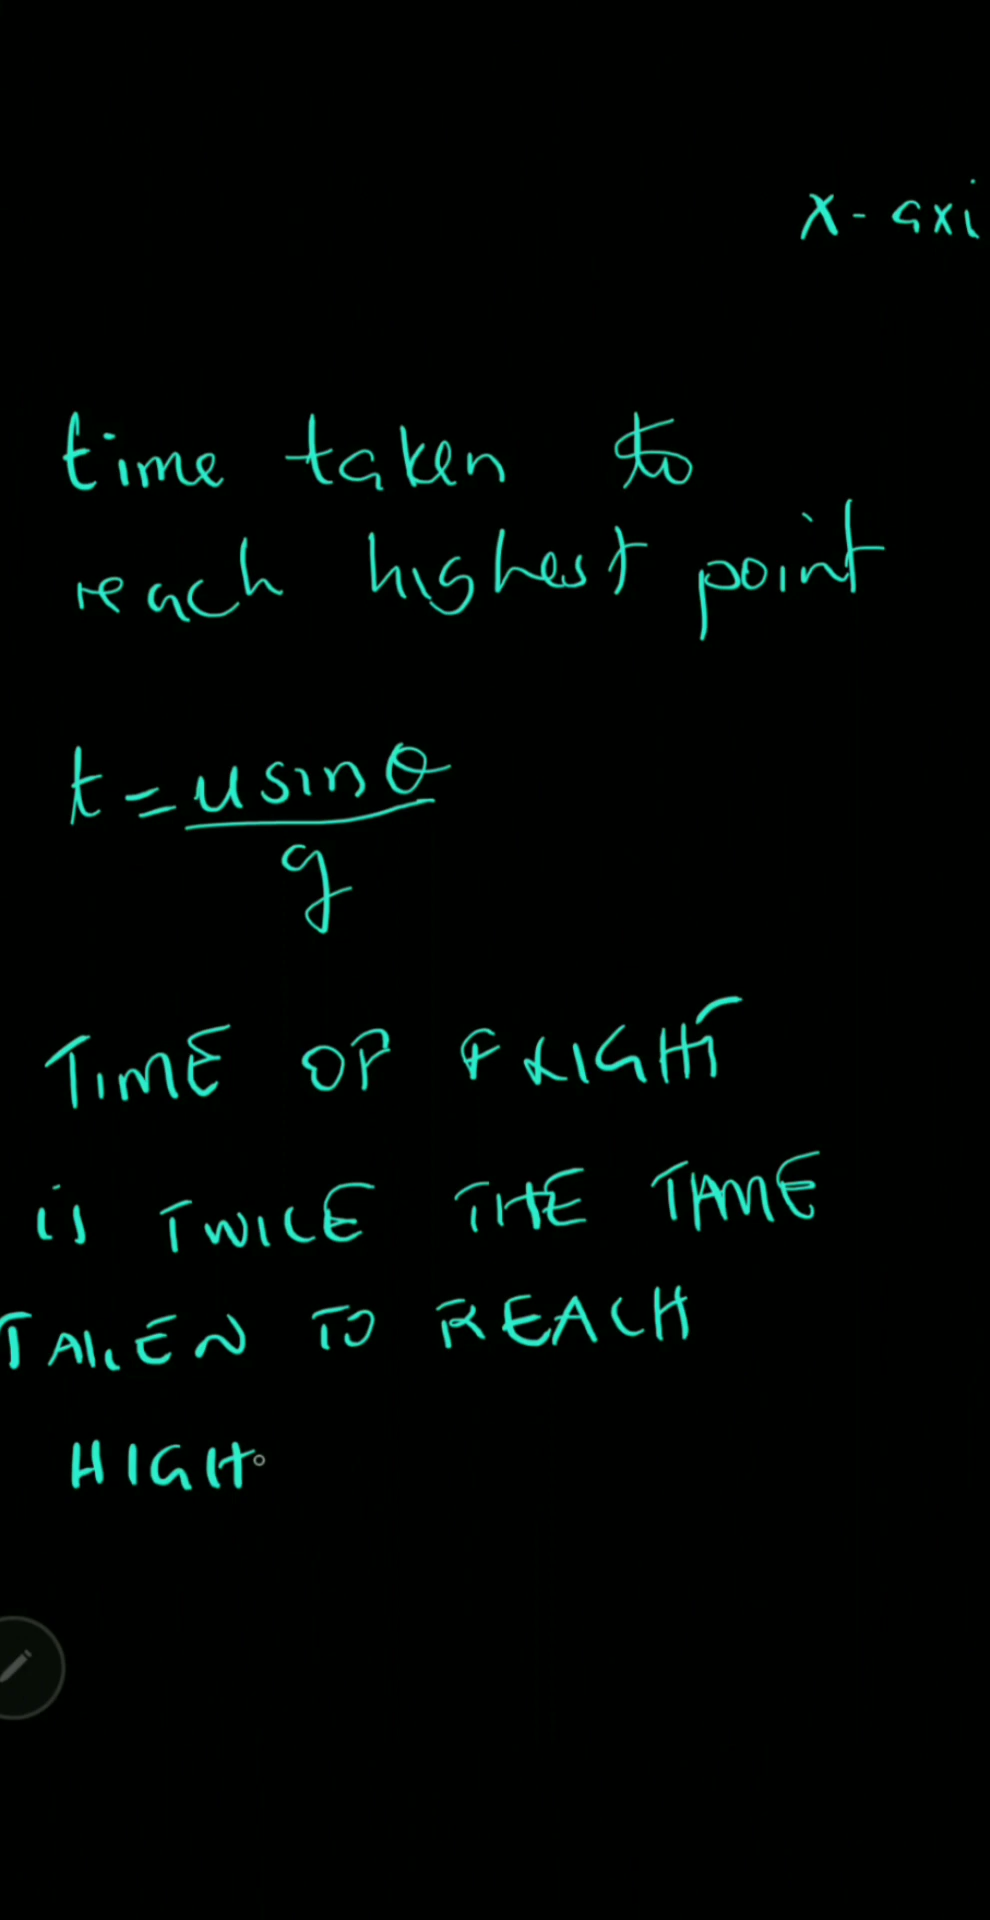 x-axi
time taken to
reach highest point
t = u sin θ
g
TIME OF FLIGHT
is TWICE THE TIME
TAKEN TO REACH
HIGH